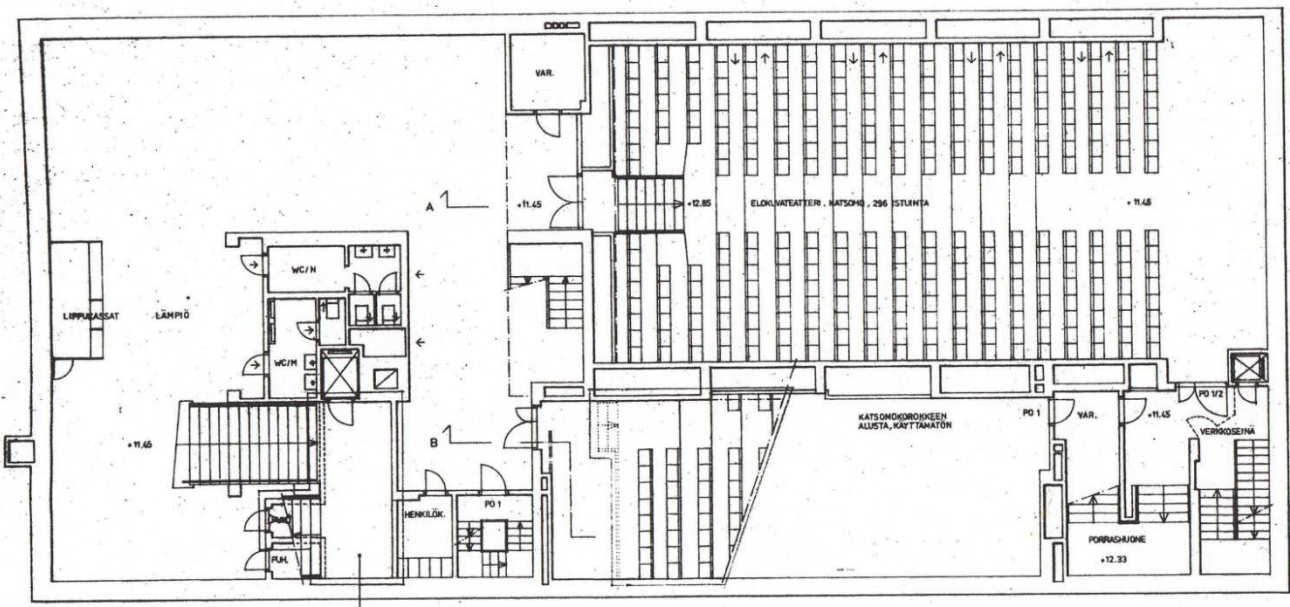 VAR.
A
+11.45
+12.85
ELOKUVATEATTERI, KATSOMO, 296 ISTUINTA
+11.45
WC/N
LIPPUKASSAT
LÄMPIÖ
WC/M
+11.45
B
KATSOMOKOROKKEEN
ALUSTA, KÄYTTÄMÄTÖN
PO 1
VAR.
+11.45
PO 1/2
VERKKOSEINÄ
HENKILÖK.
PO 1
PUH.
PORRASHUONE
+12.33